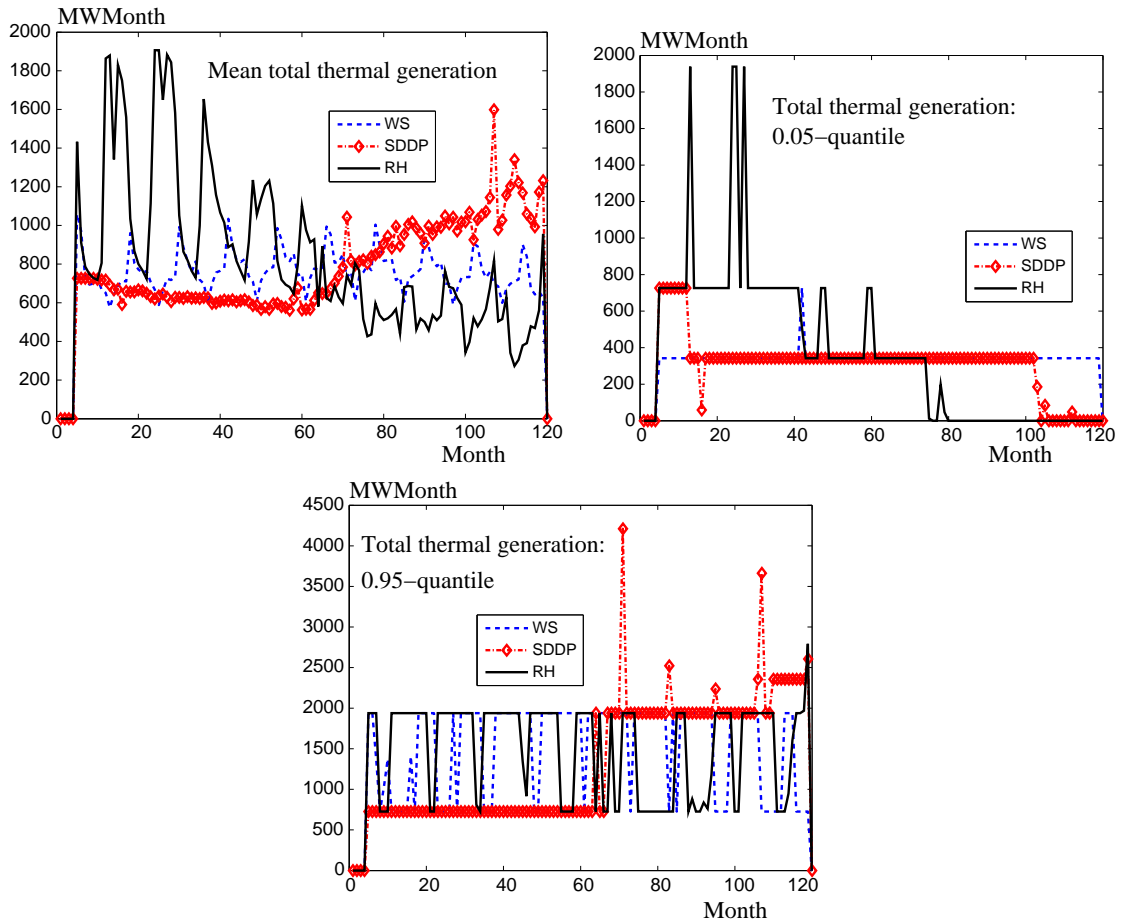 MWMonth
2000
1800
1600
1400
1200
1000
800
600
400
200
0
Mean total thermal generation
WS
SDDP
RH
0 20 40 60 80 100 120
Month
MWMonth
2000
1800
1600
1400
1200
1000
800
600
400
200
0
Total thermal generation:
0.05−quantile
WS
SDDP
RH
0 20 40 60 80 100 120
Month
MWMonth
4500
4000
3500
3000
2500
2000
1500
1000
500
0
Total thermal generation:
0.95−quantile
WS
SDDP
RH
0 20 40 60 80 100 120
Month